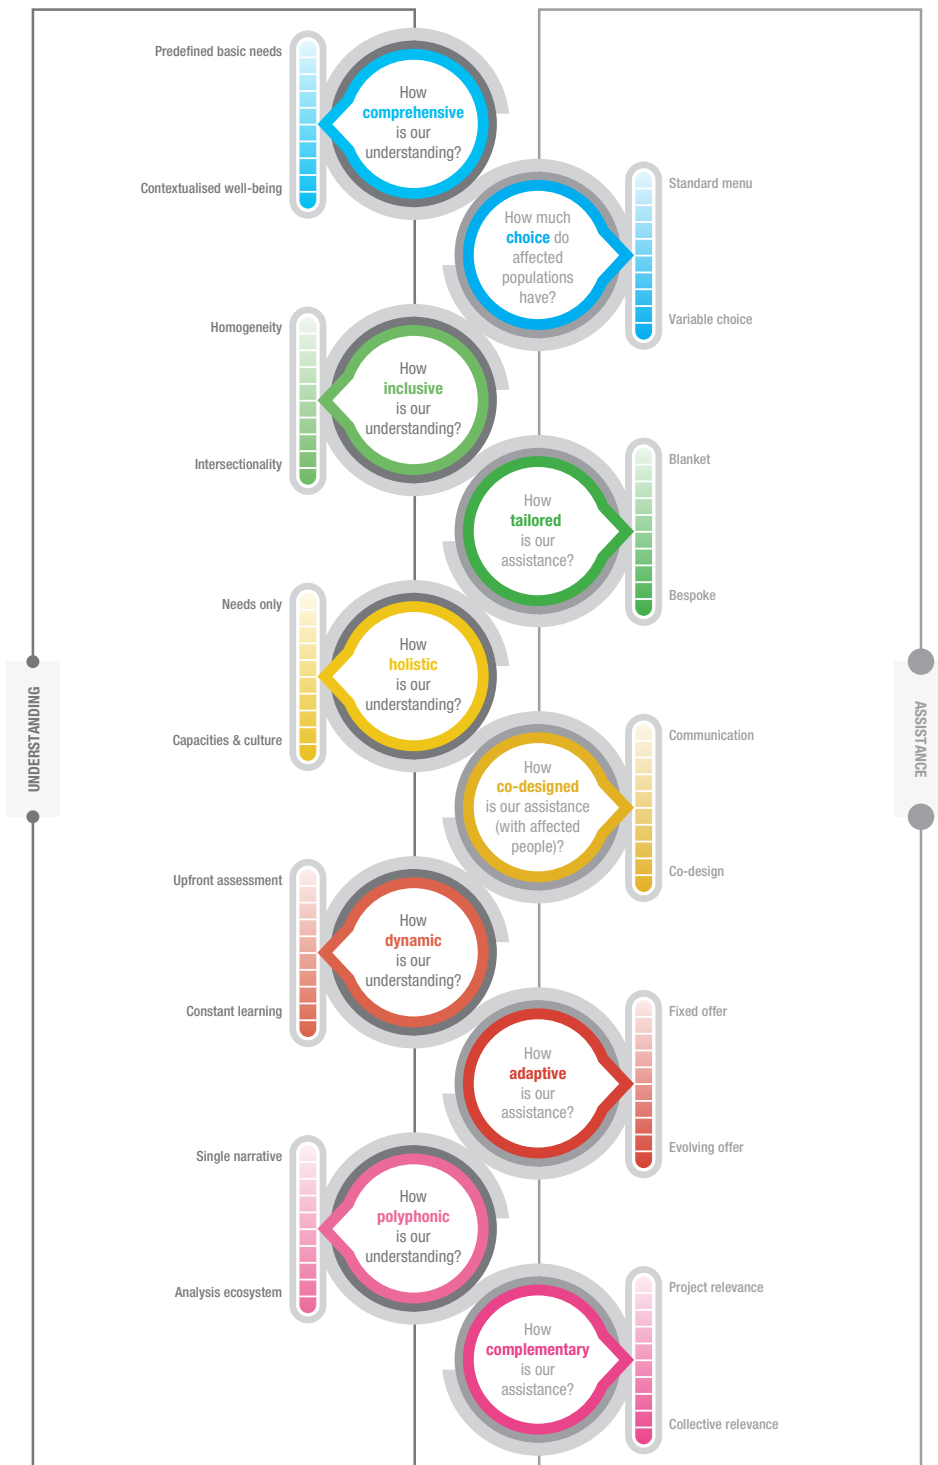 Predefined basic needs
Contextualised well-being
How
comprehensive
is our
understanding?
How much
choice do
affected
populations
have?
Standard menu
Variable choice
Homogeneity
Intersectionality
How
inclusive
is our
understanding?
How
tailored
is our
assistance?
Blanket
Bespoke
Needs only
Capacities & culture
How
holistic
is our
understanding?
UNDERSTANDING
ASSISTANCE
How
co-designed
is our assistance
(with affected
people)?
Communication
Co-design
Upfront assessment
Constant learning
How
dynamic
is our
understanding?
How
adaptive
is our
assistance?
Fixed offer
Evolving offer
Single narrative
Analysis ecosystem
How
polyphonic
is our
understanding?
How
complementary
is our
assistance?
Project relevance
Collective relevance